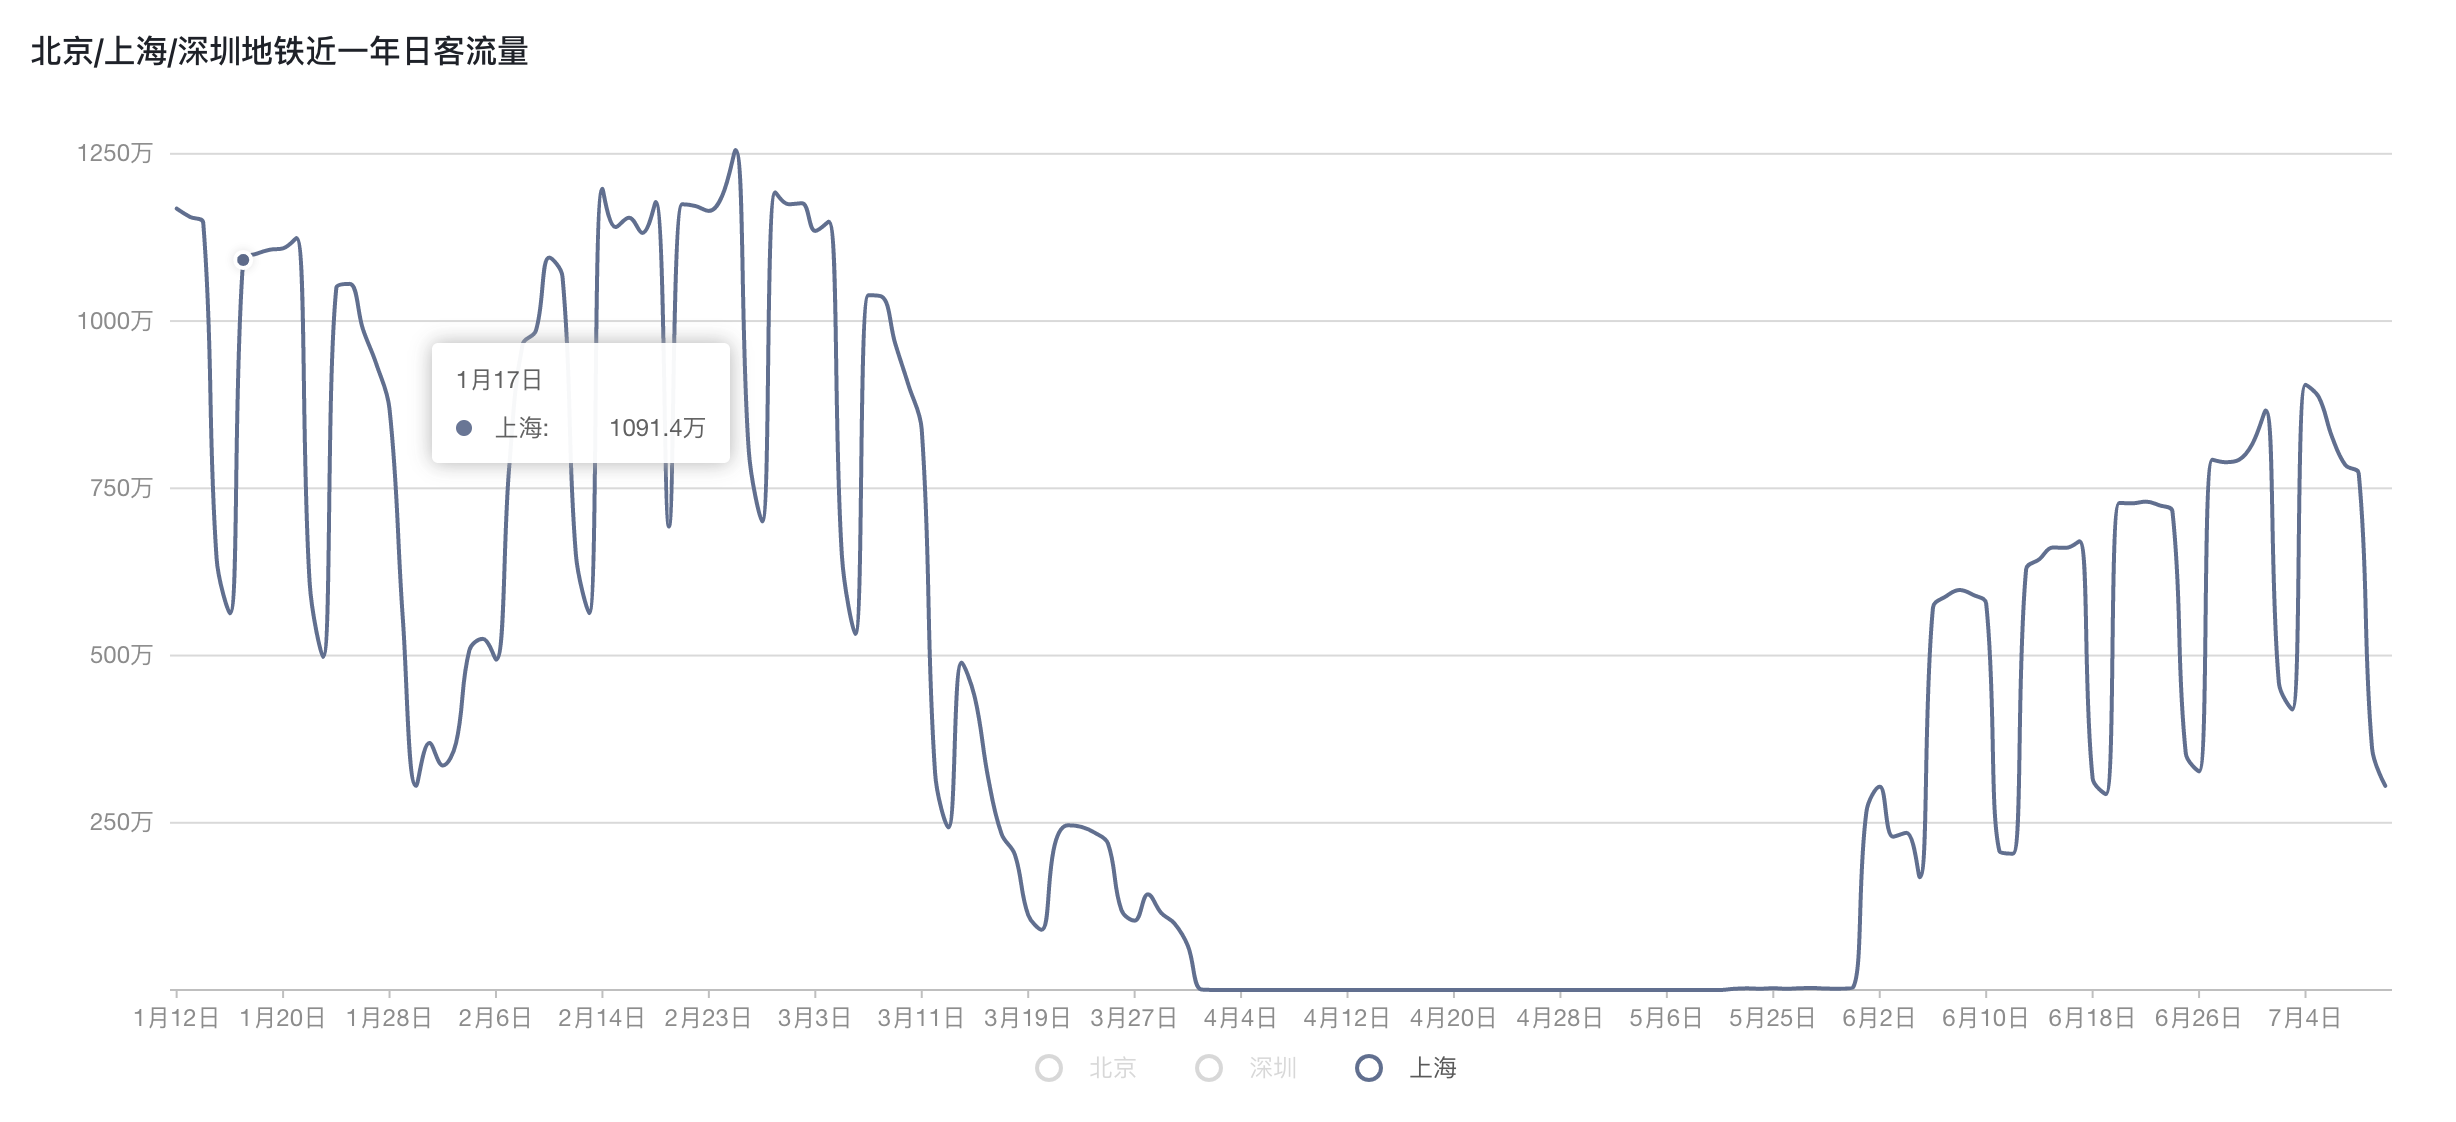 北京/上海/深圳地铁近一年日客流量
1250万
1000万
750万
500万
250万
1月17日
上海: 1091.4万
1月12日 1月20日 1月28日 2月6日 2月14日 2月23日 3月3日 3月11日 3月19日 3月27日 4月4日 4月12日 4月20日 4月28日 5月6日 5月25日 6月2日 6月10日 6月18日 6月26日 7月4日
北京 深圳 上海